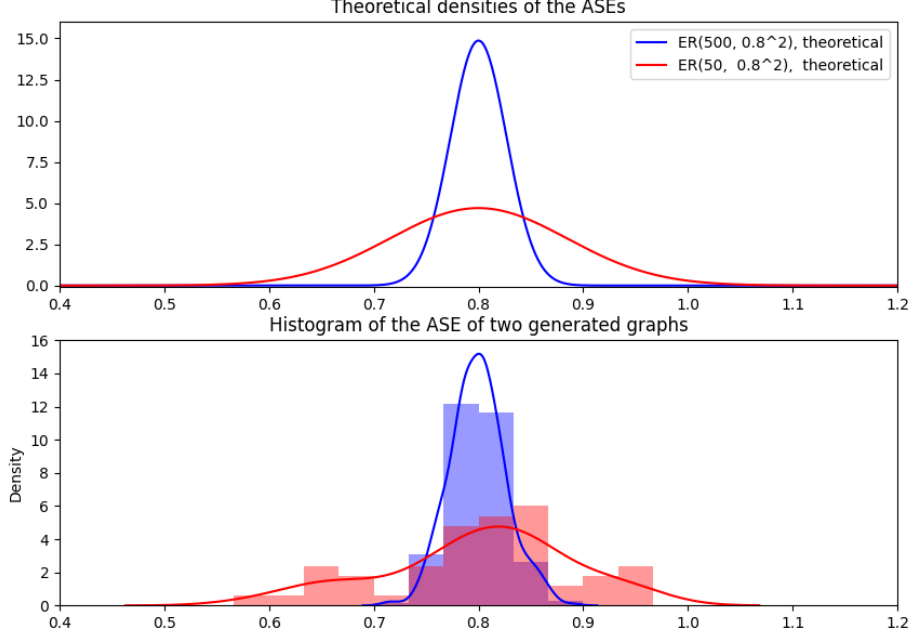 Theoretical densities of the ASEs
15.0
12.5
10.0
7.5
5.0
2.5
0.0
ER(500, 0.8^2), theoretical
ER(50,  0.8^2),  theoretical
0.4 0.5 0.6 0.7 0.8 0.9 1.0 1.1 1.2
Histogram of the ASE of two generated graphs
16
14
12
10
8
6
4
2
0
Density
0.4 0.5 0.6 0.7 0.8 0.9 1.0 1.1 1.2